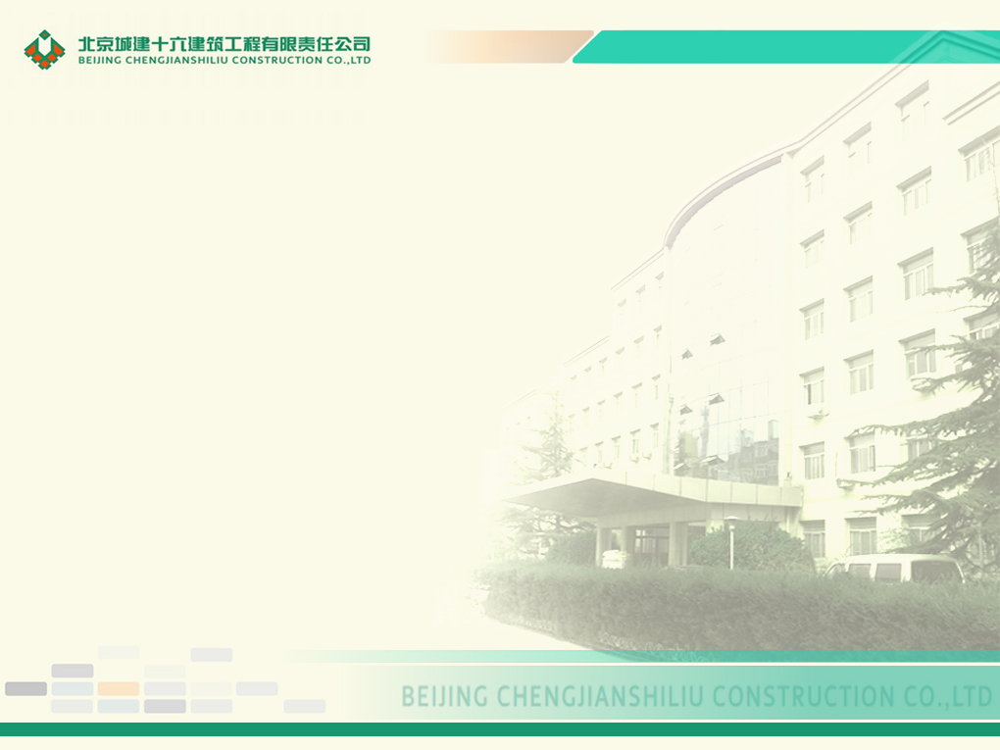 北京城建十六建筑工程有限责任公司
BEIJING CHENGJIANSHILIU CONSTRUCTION CO.,LTD
BEIJING CHENGJIANSHILIU CONSTRUCTION CO.,LTD